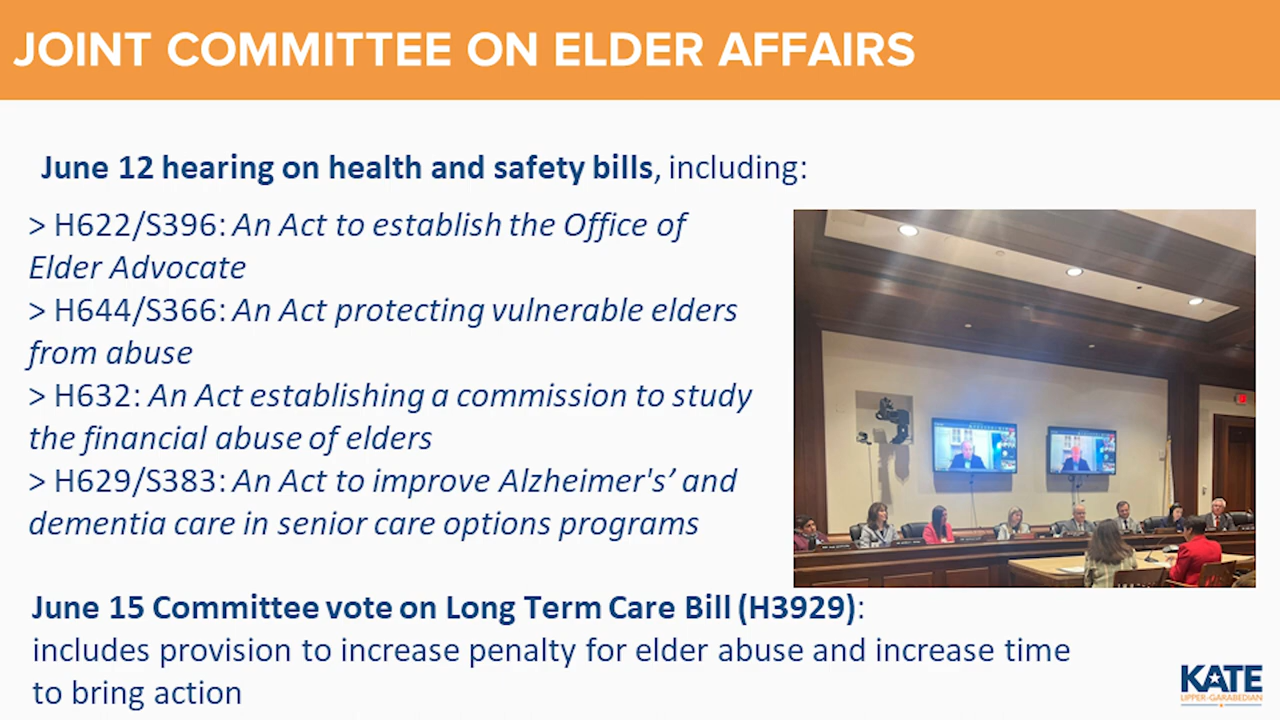 JOINT COMMITTEE ON ELDER AFFAIRS
June 12 hearing on health and safety bills, including:
> H622/S396: An Act to establish the Office of
Elder Advocate
> H644/S366: An Act protecting vulnerable elders
from abuse
> H632: An Act establishing a commission to study
the financial abuse of elders
> H629/S383: An Act to improve Alzheimer's’ and
dementia care in senior care options programs
June 15 Committee vote on Long Term Care Bill (H3929):
includes provision to increase penalty for elder abuse and increase time
to bring action
KATE
LIPPER-GARABEDIAN